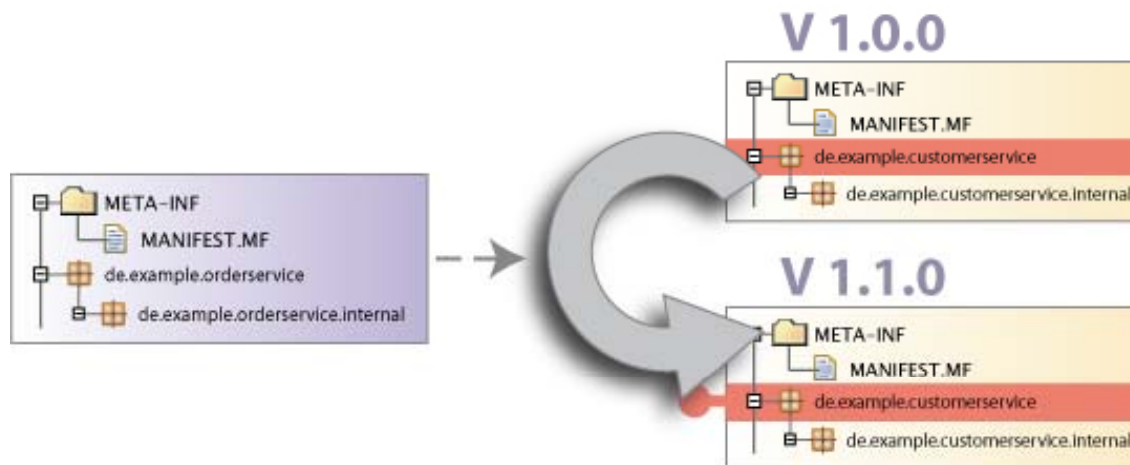 META-INF
MANIFEST.MF
de.example.orderservice
de.example.orderservice.internal
V 1.0.0
META-INF
MANIFEST.MF
de.example.customerservice
de.example.customerservice.internal
V 1.1.0
META-INF
MANIFEST.MF
de.example.customerservice
de.example.customerservice.internal